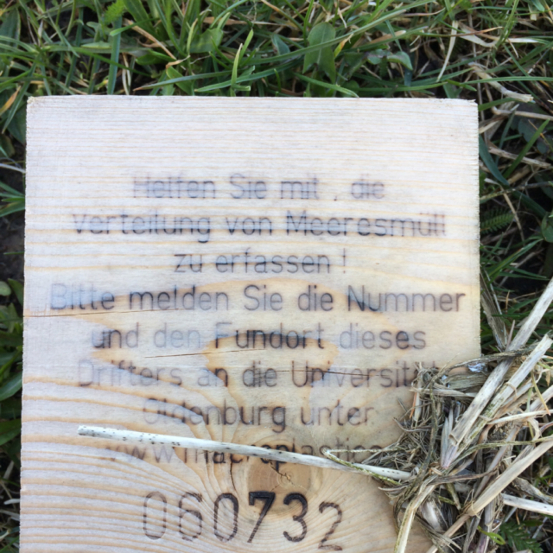 Helfen Sie mit, die
Verteilung von Meeresmüll
zu erfassen!
Bitte melden Sie die Nummer
und den Fundort dieses
Drifters an die Universität
Oldenburg unter
060732